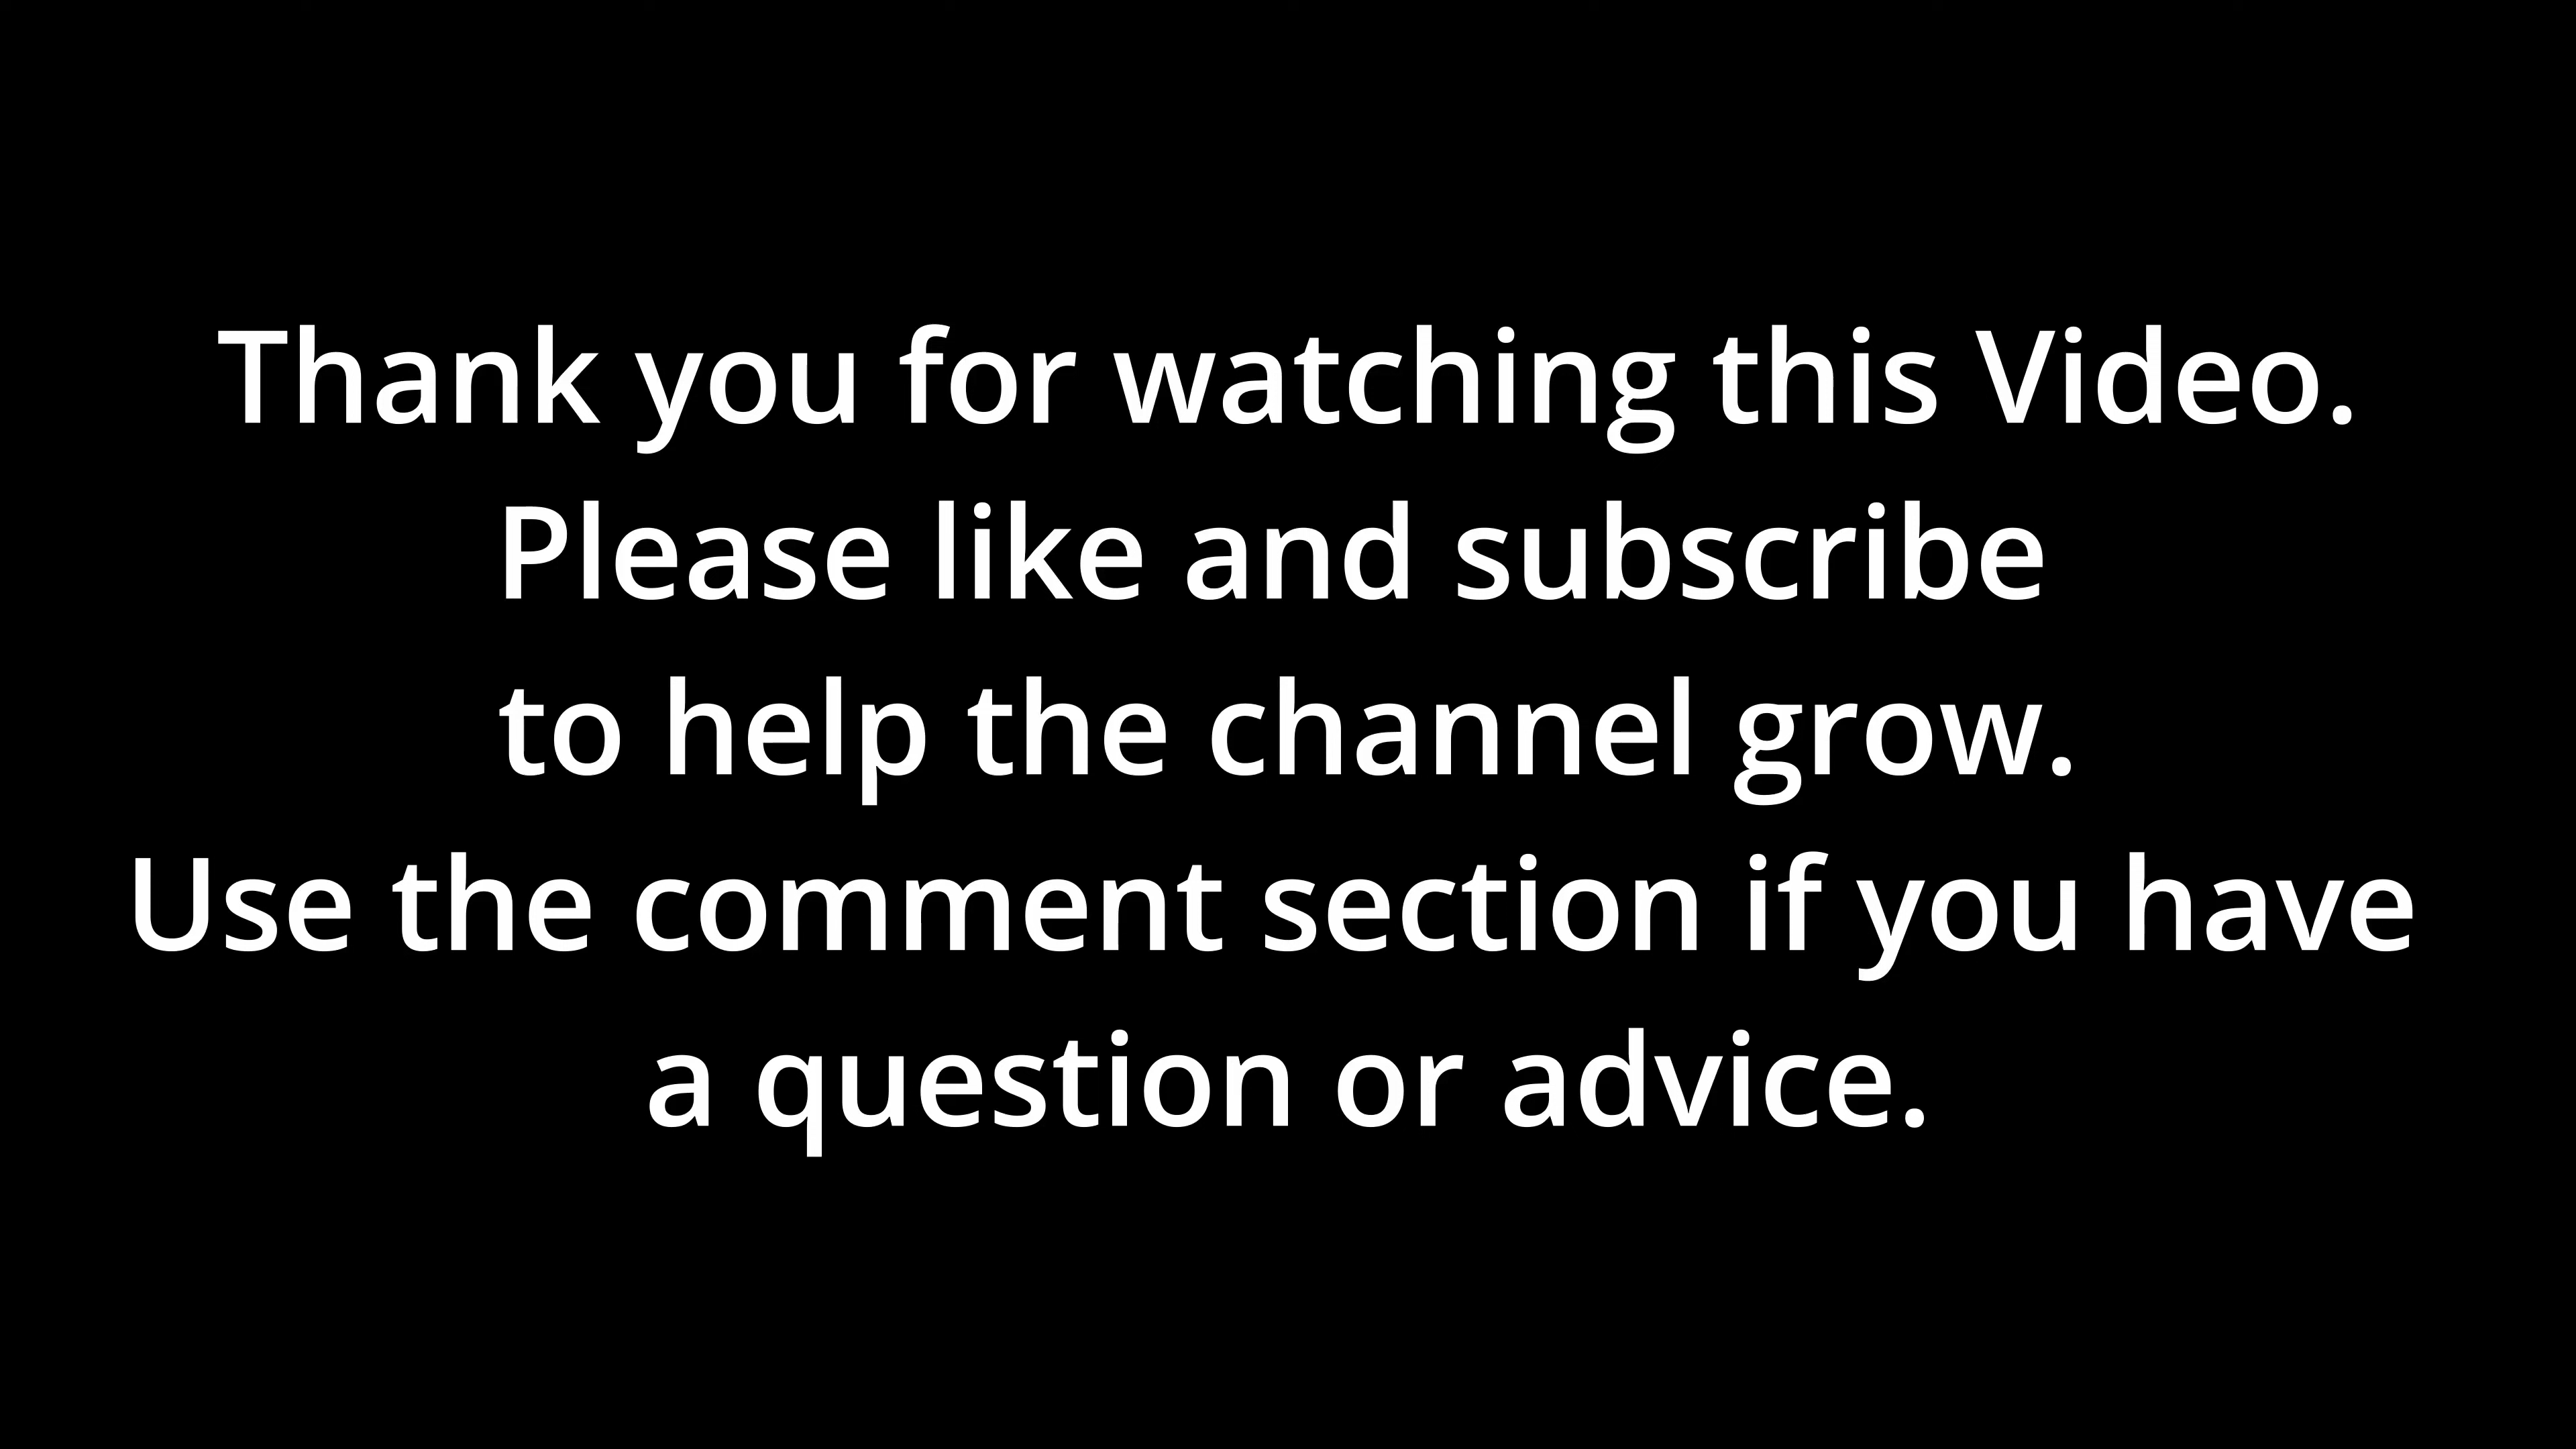 Thank you for watching this Video.
Please like and subscribe
to help the channel grow.
Use the comment section if you have
a question or advice.